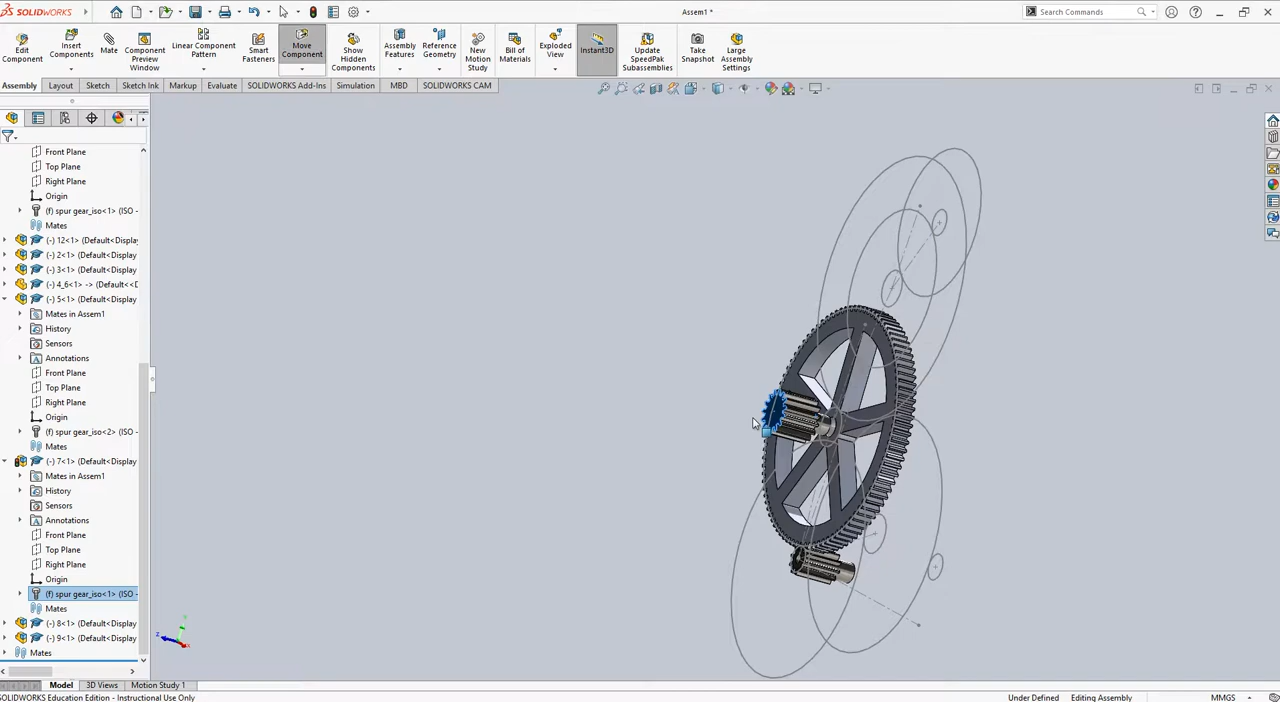 SOLIDWORKS
Assem1 *
Search Commands
Edit Component
Insert Components
Mate
Component Preview Window
Linear Component Pattern
Smart Fasteners
Move Component
Show Hidden Components
Assembly Features
Reference Geometry
New Motion Study
Bill of Materials
Exploded View
Instant3D
Update SpeedPak Subassemblies
Take Snapshot
Large Assembly Settings
Assembly
Layout
Sketch
Sketch Ink
Markup
Evaluate
SOLIDWORKS Add-Ins
Simulation
MBD
SOLIDWORKS CAM
Front Plane
Top Plane
Right Plane
Origin
(f) spur gear_iso<1> (ISO -
Mates
(-) 12<1> (Default<Display
(-) 2<1> (Default<Display
(-) 3<1> (Default<Display
(-) 4_6<1> -> (Default<<D
(-) 5<1> (Default<Display
Mates in Assem1
History
Sensors
Annotations
Front Plane
Top Plane
Right Plane
Origin
(f) spur gear_iso<2> (ISO -
Mates
(-) 7<1> (Default<Display
Mates in Assem1
History
Sensors
Annotations
Front Plane
Top Plane
Right Plane
Origin
(f) spur gear_iso<1> (ISO -
Mates
(-) 8<1> (Default<Display
(-) 9<1> (Default<Display
Mates
z
x
Model
3D Views
Motion Study 1
SOLIDWORKS Education Edition - Instructional Use Only
Under Defined
Editing Assembly
MMGS